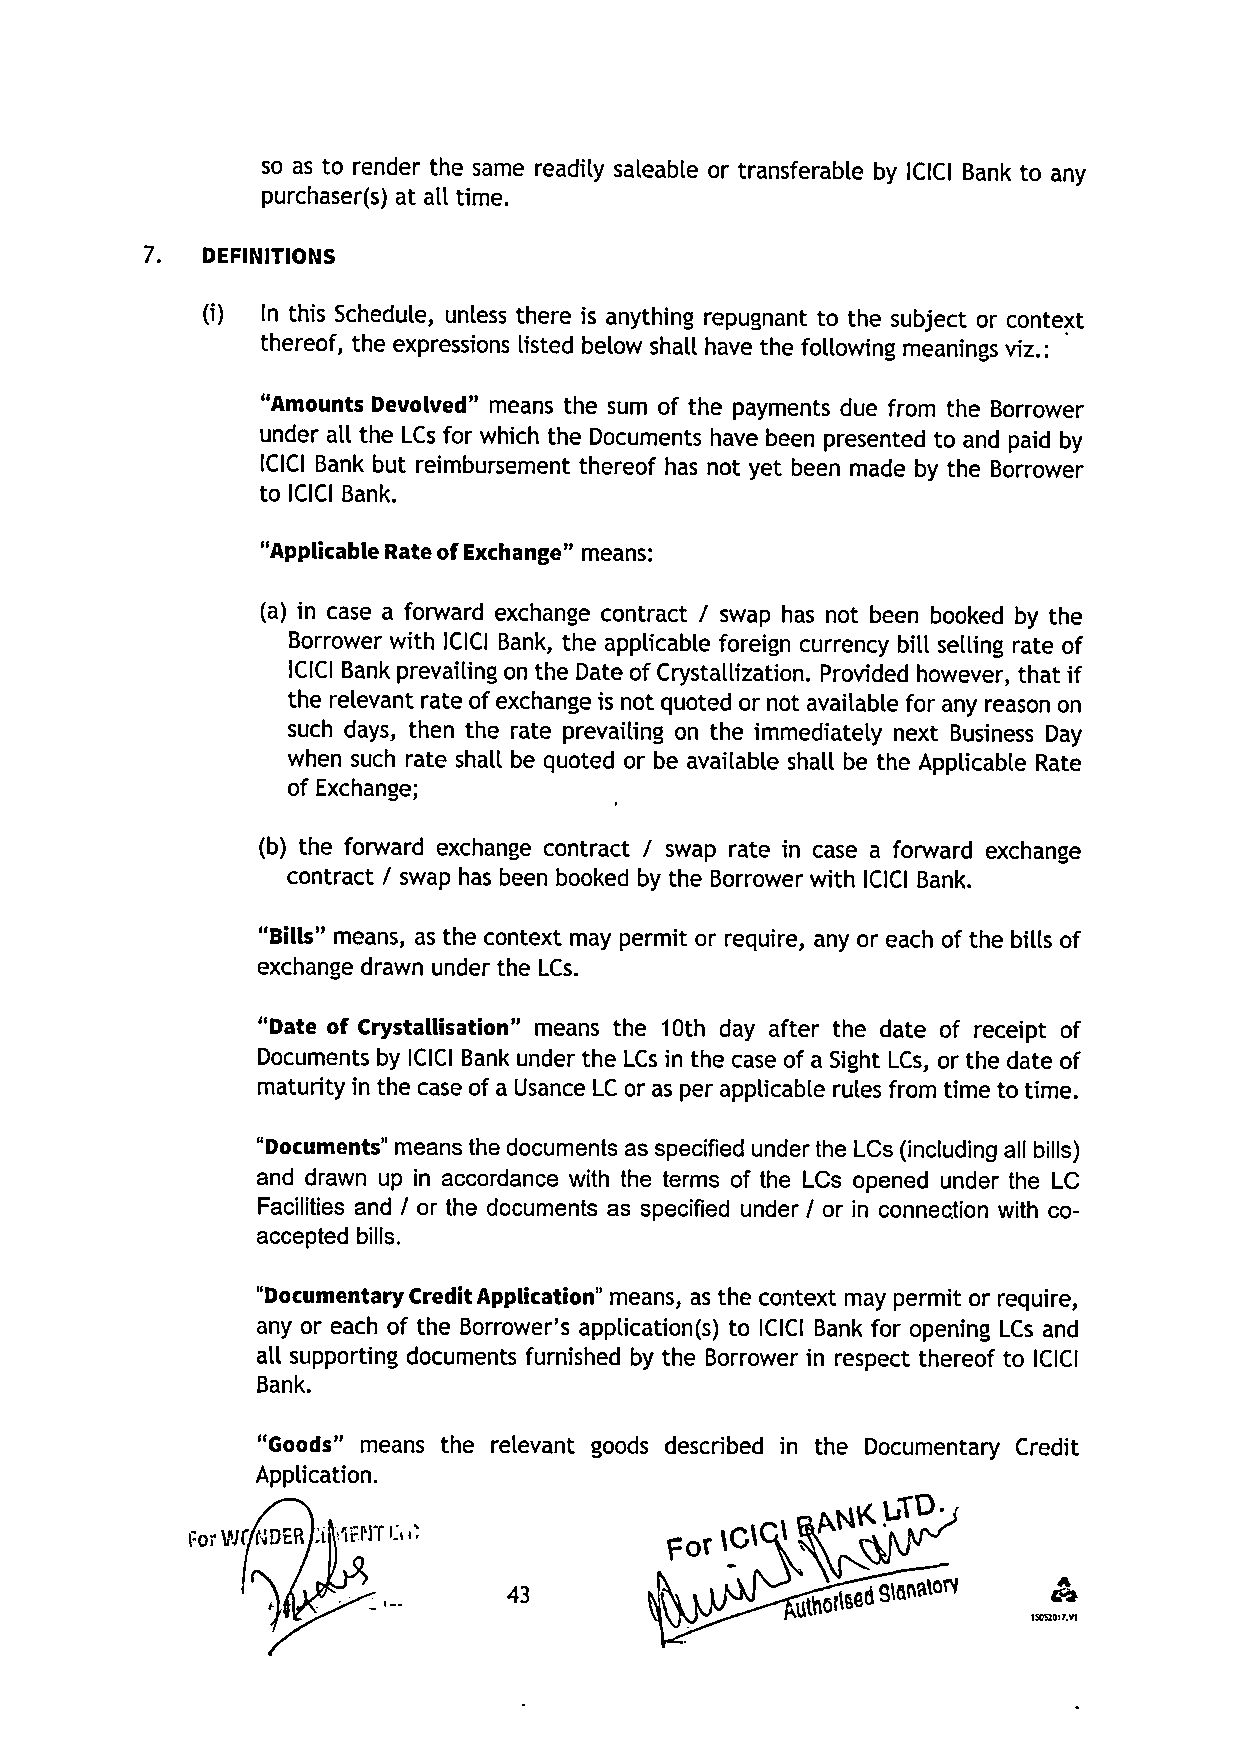 so as to render the same readily saleable or transferable by ICICI Bank to any
purchaser(s) at all time.
7. DEFINITIONS
(i) In this Schedule, unless there is anything repugnant to the subject or context
thereof, the expressions listed below shall have the following meanings viz.:
“Amounts Devolved” means the sum of the payments due from the Borrower
under all the LCs for which the Documents have been presented to and paid by
ICICI Bank but reimbursement thereof has not yet been made by the Borrower
to ICICI Bank.
“Applicable Rate of Exchange” means:
(a) in case a forward exchange contract / swap has not been booked by the
Borrower with ICICI Bank, the applicable foreign currency bill selling rate of
ICICI Bank prevailing on the Date of Crystallization. Provided however, that if
the relevant rate of exchange is not quoted or not available for any reason on
such days, then the rate prevailing on the immediately next Business Day
when such rate shall be quoted or be available shall be the Applicable Rate
of Exchange;
(b) the forward exchange contract / swap rate in case a forward exchange
contract / swap has been booked by the Borrower with ICICI Bank.
“Bills” means, as the context may permit or require, any or each of the bills of
exchange drawn under the LCs.
“Date of Crystallisation” means the 10th day after the date of receipt of
Documents by ICICI Bank under the LCs in the case of a Sight LCs, or the date of
maturity in the case of a Usance LC or as per applicable rules from time to time.
“Documents” means the documents as specified under the LCs (including all bills)
and drawn up in accordance with the terms of the LCs opened under the LC
Facilities and / or the documents as specified under / or in connection with co-
accepted bills.
“Documentary Credit Application” means, as the context may permit or require,
any or each of the Borrower's application(s) to ICICI Bank for opening LCs and
all supporting documents furnished by the Borrower in respect thereof to ICICI
Bank.
“Goods” means the relevant goods described in the Documentary Credit
Application.
For WONDER
For ICICI BANK LTD.
Authorised Signatory
43
15052017.V1